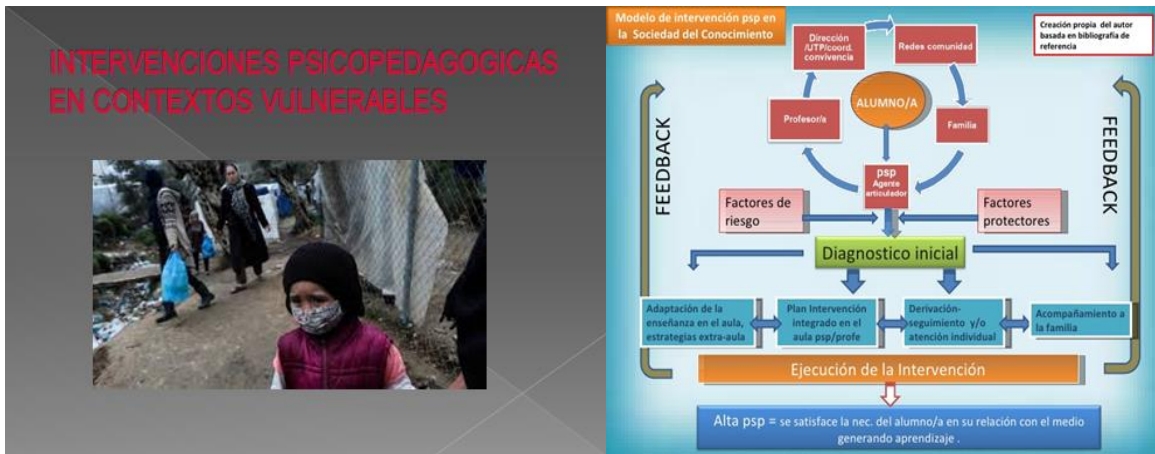 INTERVENCIONES PSICOPEDAGOGICAS
EN CONTEXTOS VULNERABLES
Modelo de intervención psp en
la Sociedad del Conocimiento
Creación propia del autor
basada en bibliografía de
referencia
Dirección
/UTP/coord.
convivencia
Redes comunidad
ALUMNO/A
Profesor/a
Familia
psp
Agente
articulador
FEEDBACK
FEEDBACK
Factores de
riesgo
Factores
protectores
Diagnostico inicial
Adaptación de la
enseñanza en el aula,
estrategias extra-aula
Plan Intervención
integrado en el
aula psp/profe
Derivación-
seguimiento y/o
atención individual
Acompañamiento a
la familia
Ejecución de la Intervención
Alta psp = se satisface la nec. del alumno/a en su relación con el medio
generando aprendizaje .